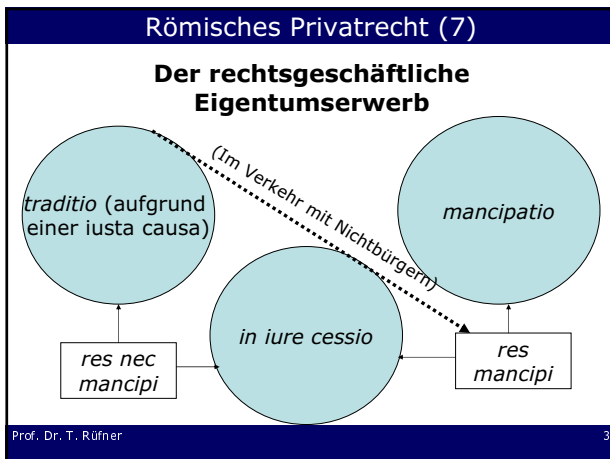 Römisches Privatrecht (7)
Der rechtsgeschäftliche
Eigentumserwerb
(Im Verkehr mit Nichtbürgern)
traditio (aufgrund
einer iusta causa)
mancipatio
in iure cessio
res nec
mancipi
res
mancipi
Prof. Dr. T. Rüfner
3